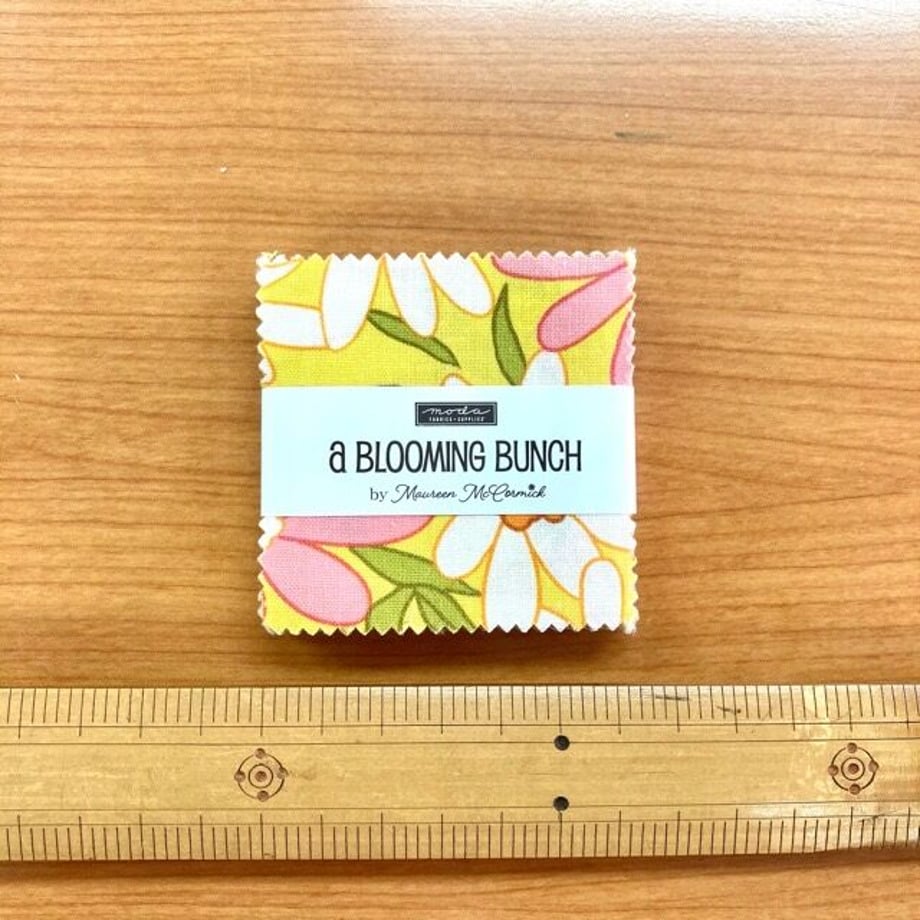 moda
FABRICS + SUPPLIES
a BLOOMING BUNCH
by Maureen McCormick